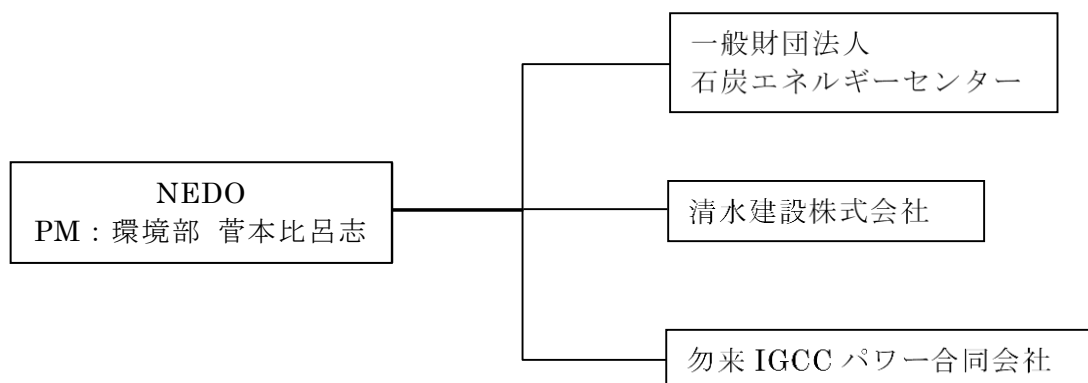 一般財団法人
石炭エネルギーセンター
NEDO
PM：環境部 菅本比呂志
清水建設株式会社
勿来 IGCC パワー合同会社